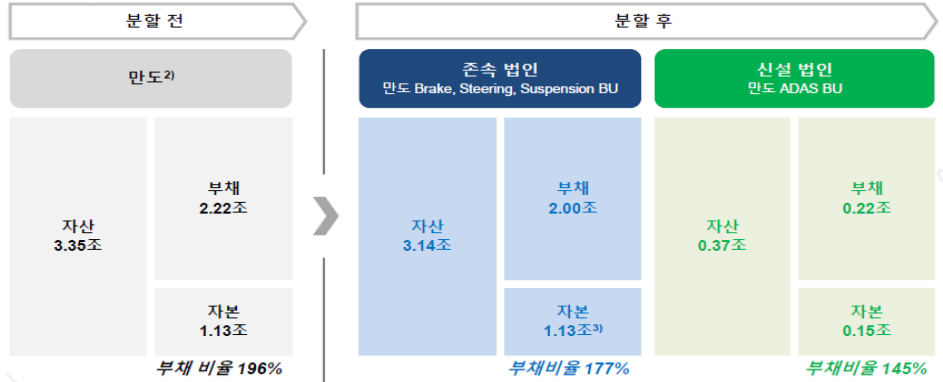 분할 전
분할 후
만도2)
존속 법인
만도 Brake, Steering, Suspension BU
신설 법인
만도 ADAS BU
자산
3.35조
부채
2.22조
자본
1.13조
부채 비율 196%
자산
3.14조
부채
2.00조
자본
1.13조3)
부채비율 177%
자산
0.37조
부채
0.22조
자본
0.15조
부채비율 145%